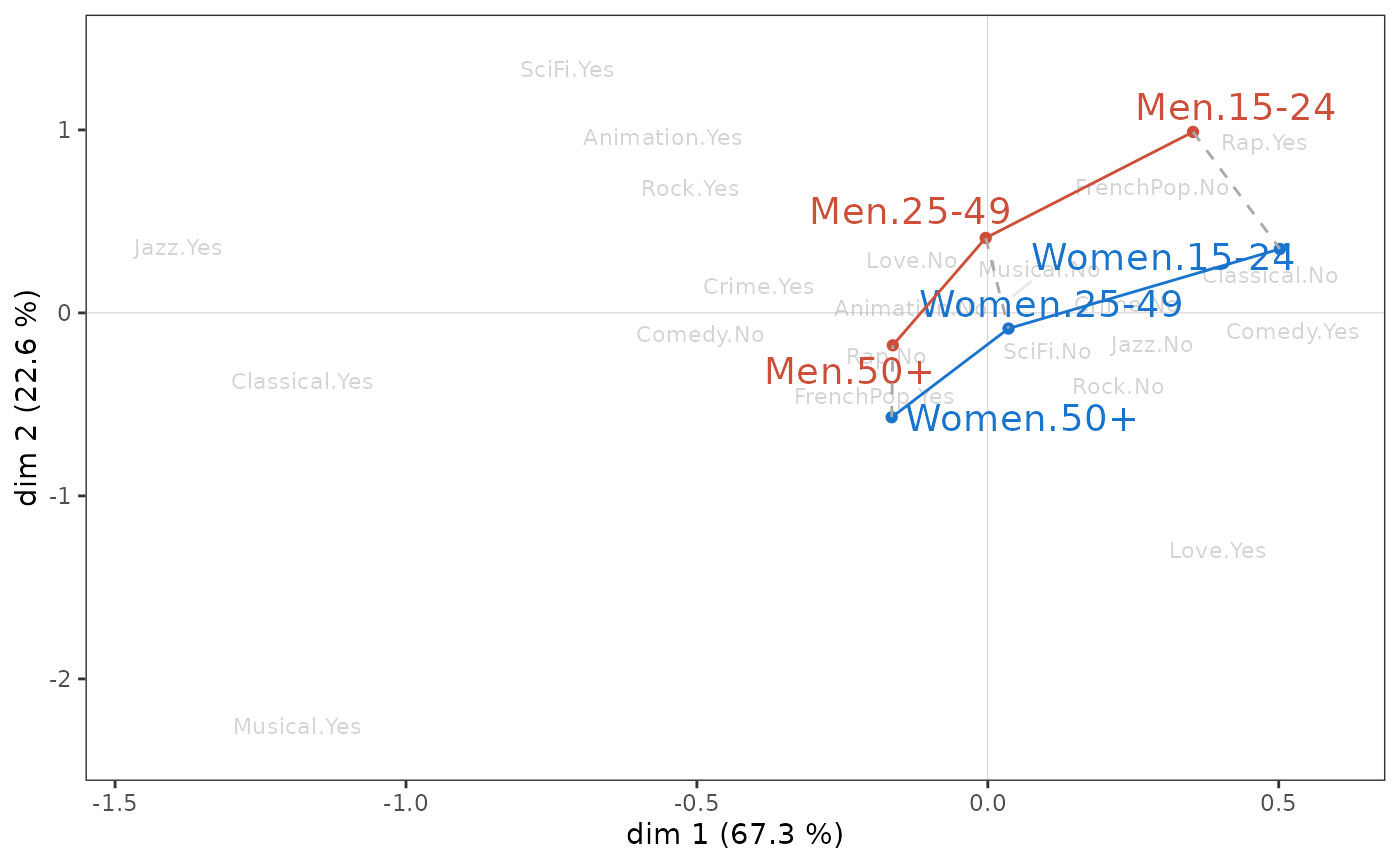 SciFi.Yes
Men.15-24
1
Animation.Yes
Rap.Yes
Rock.Yes
FrenchPop.No
Men.25-49
Jazz.Yes
Love.No
Women.15-24
Musical.No
Classical.No
Crime.Yes
Animation.No
Women.25-49
Crime.No
0
Comedy.No
Comedy.Yes
Rap.No
SciFi.No
Jazz.No
Men.50+
Classical.Yes
Rock.No
FrenchPop.Yes
Women.50+
-1
Love.Yes
-2
Musical.Yes
-1.5
-1.0
-0.5
0.0
0.5
dim 1 (67.3 %)
dim 2 (22.6 %)